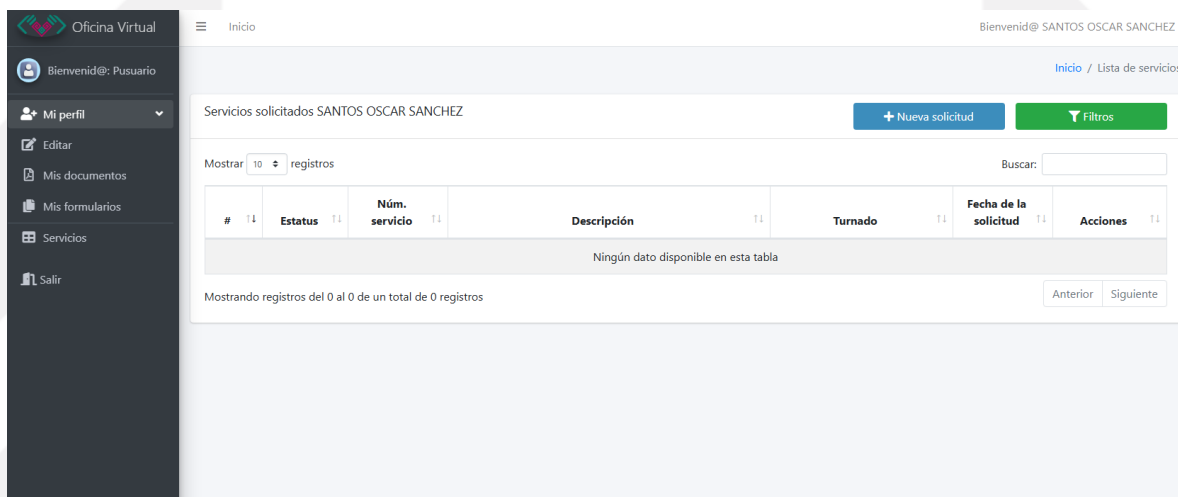 Oficina Virtual
Inicio
Bienvenid@ SANTOS OSCAR SANCHEZ
Bienvenid@: Pusuario
Inicio / Lista de servicios
Mi perfil
Editar
Mis documentos
Mis formularios
Servicios
Salir
Servicios solicitados SANTOS OSCAR SANCHEZ
+ Nueva solicitud
Filtros
Mostrar 10 registros
Buscar:
# Estatus Núm. servicio Descripción Turnado Fecha de la solicitud Acciones
Ningún dato disponible en esta tabla
Mostrando registros del 0 al 0 de un total de 0 registros
Anterior Siguiente